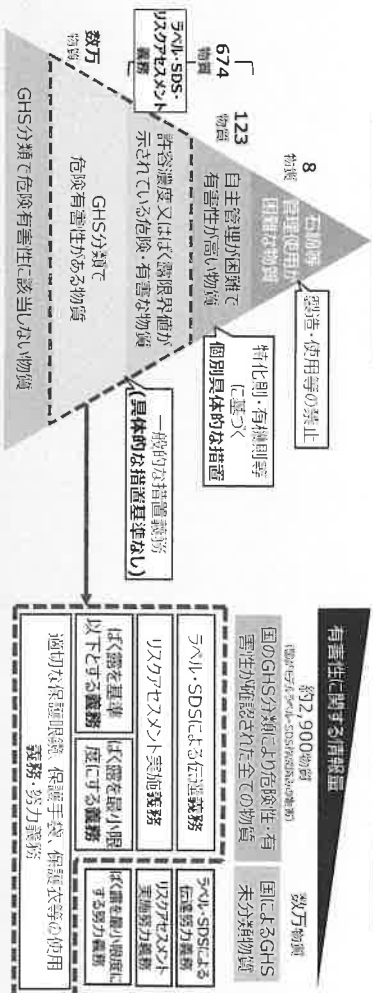 8
物質
石綿等
管理使用が
困難な物質
製造・使用等の禁止
674
物質
123
物質
自主管理が困難で
有害性が高い物質
特化則・有機則等
に基づく
個別具体的な措置
ラベル・SDS・
リスクアセスメント
義務
許容濃度又はばく露限界値が
示されている危険・有害な物質
一般的な措置義務
(具体的な措置基準なし)
数万
物質
GHS分類で
危険有害性がある物質
GHS分類で危険有害性に該当しない物質
有害性に関する情報量
約2,900物質
国のGHS分類により危険性・有
害性が確認された全ての物質
数万物質
国によるGHS
未分類物質
ラベル・SDSによる伝達義務
ラベル・SDSによる
伝達努力義務
リスクアセスメント実施義務
リスクアセスメント
実施努力義務
ばく露を基準
以下とする義務
ばく露を最小限
度にする義務
ばく露を最小限度に
する努力義務
適切な保護眼鏡、保護手袋、保護衣等の使用
義務・努力義務